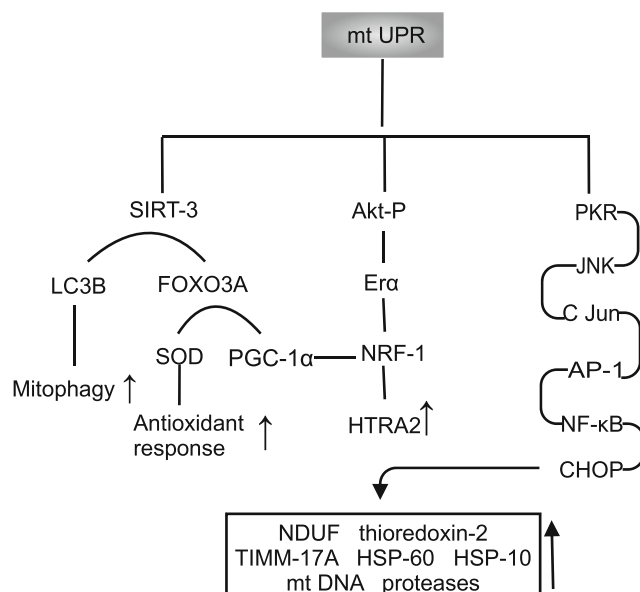 mt UPR
SIRT-3 Akt-P PKR
JNK
LC3B FOXO3A Erα
C Jun
SOD PGC-1α NRF-1
AP-1
Mitophagy ↑
Antioxidant
response ↑
HTRA2 ↑
NF-κB
CHOP
NDUF thioredoxin-2
TIMM-17A HSP-60 HSP-10
mt DNA proteases